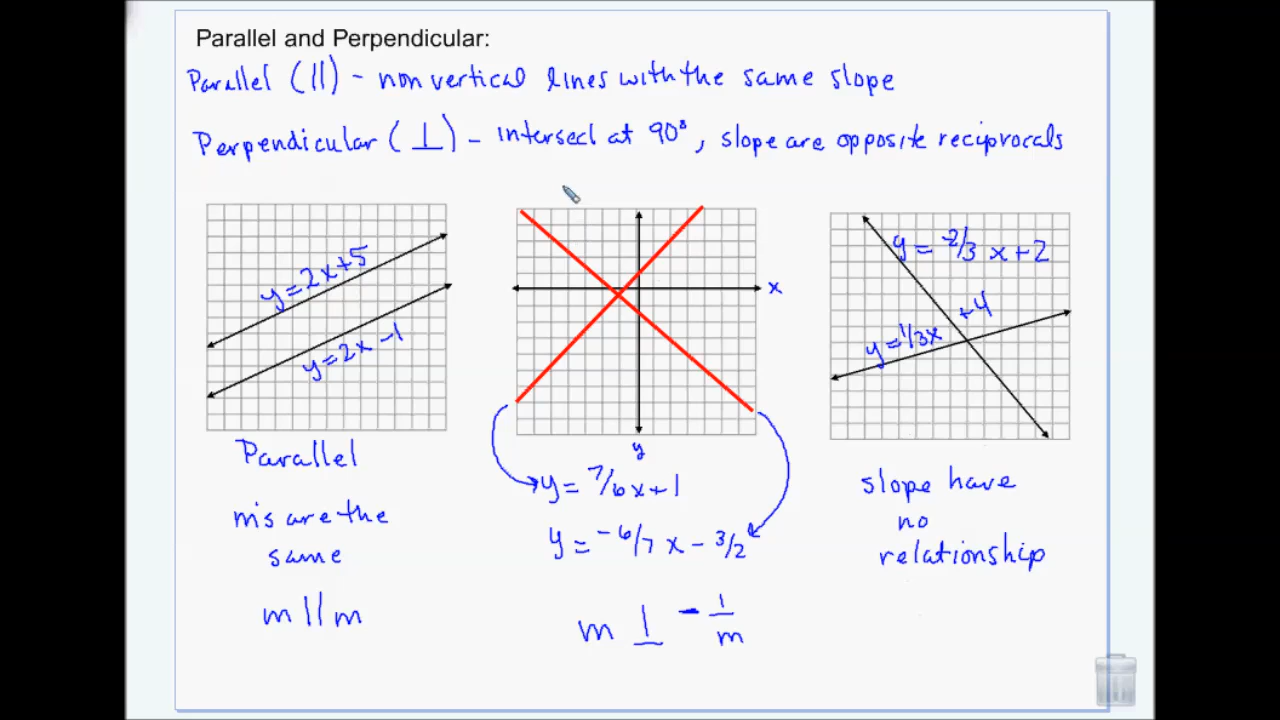 Parallel and Perpendicular:
Parallel (||) - non vertical lines with the same slope
Perpendicular (⊥) - intersect at 90°, slope are opposite reciprocals
y=2x+5
y=2x-1
Parallel
m's are the
same
m || m
x
y
y = 7/6x+1
y = -6/7 x - 3/2
m ⊥ -1/m
y = -2/3 x+2
y=1/3x +4
slope have
no
relationship